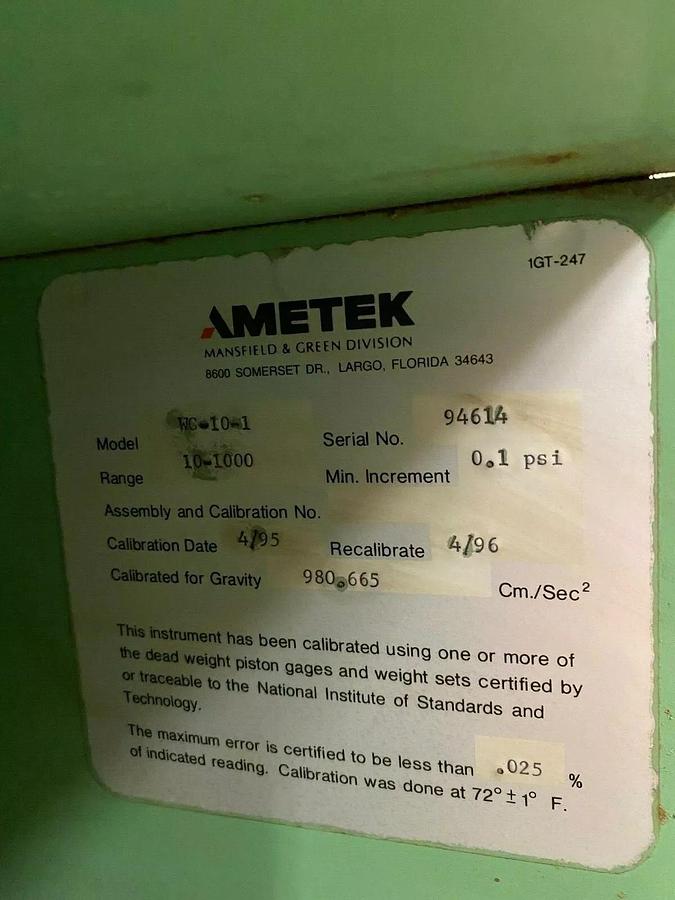 1GT-247
AMETEK
MANSFIELD & GREEN DIVISION
8600 SOMERSET DR., LARGO, FLORIDA 34643
Model WG-10-1 Serial No. 94614
Range 10-1000 Min. Increment 0.1 psi
Assembly and Calibration No.
Calibration Date 4/95 Recalibrate 4/96
Calibrated for Gravity 980.665 Cm./Sec²
This instrument has been calibrated using one or more of
the dead weight piston gages and weight sets certified by
or traceable to the National Institute of Standards and
Technology.
The maximum error is certified to be less than .025 %
of indicated reading. Calibration was done at 72° ± 1° F.